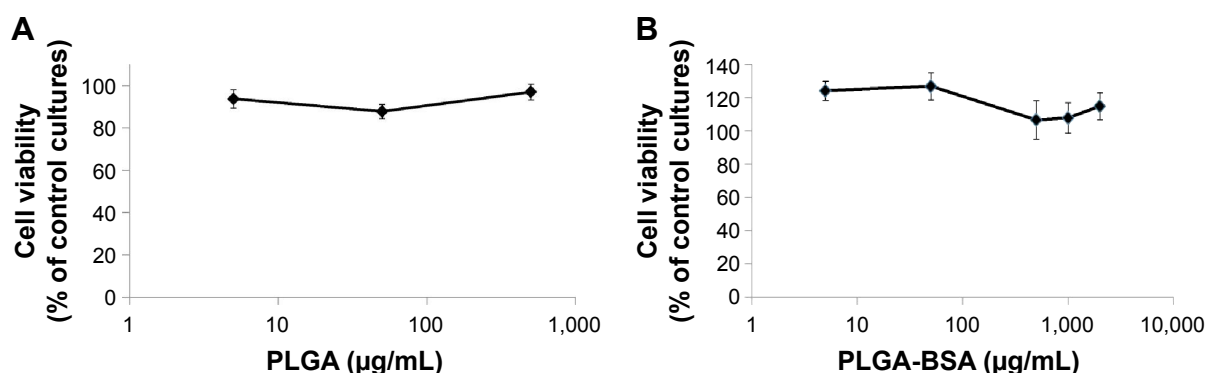 A
Cell viability
(% of control cultures)
100
80
60
40
20
0
1
10
100
1,000
PLGA (µg/mL)
B
Cell viability
(% of control cultures)
140
120
100
80
60
40
20
0
1
10
100
1,000
10,000
PLGA-BSA (µg/mL)